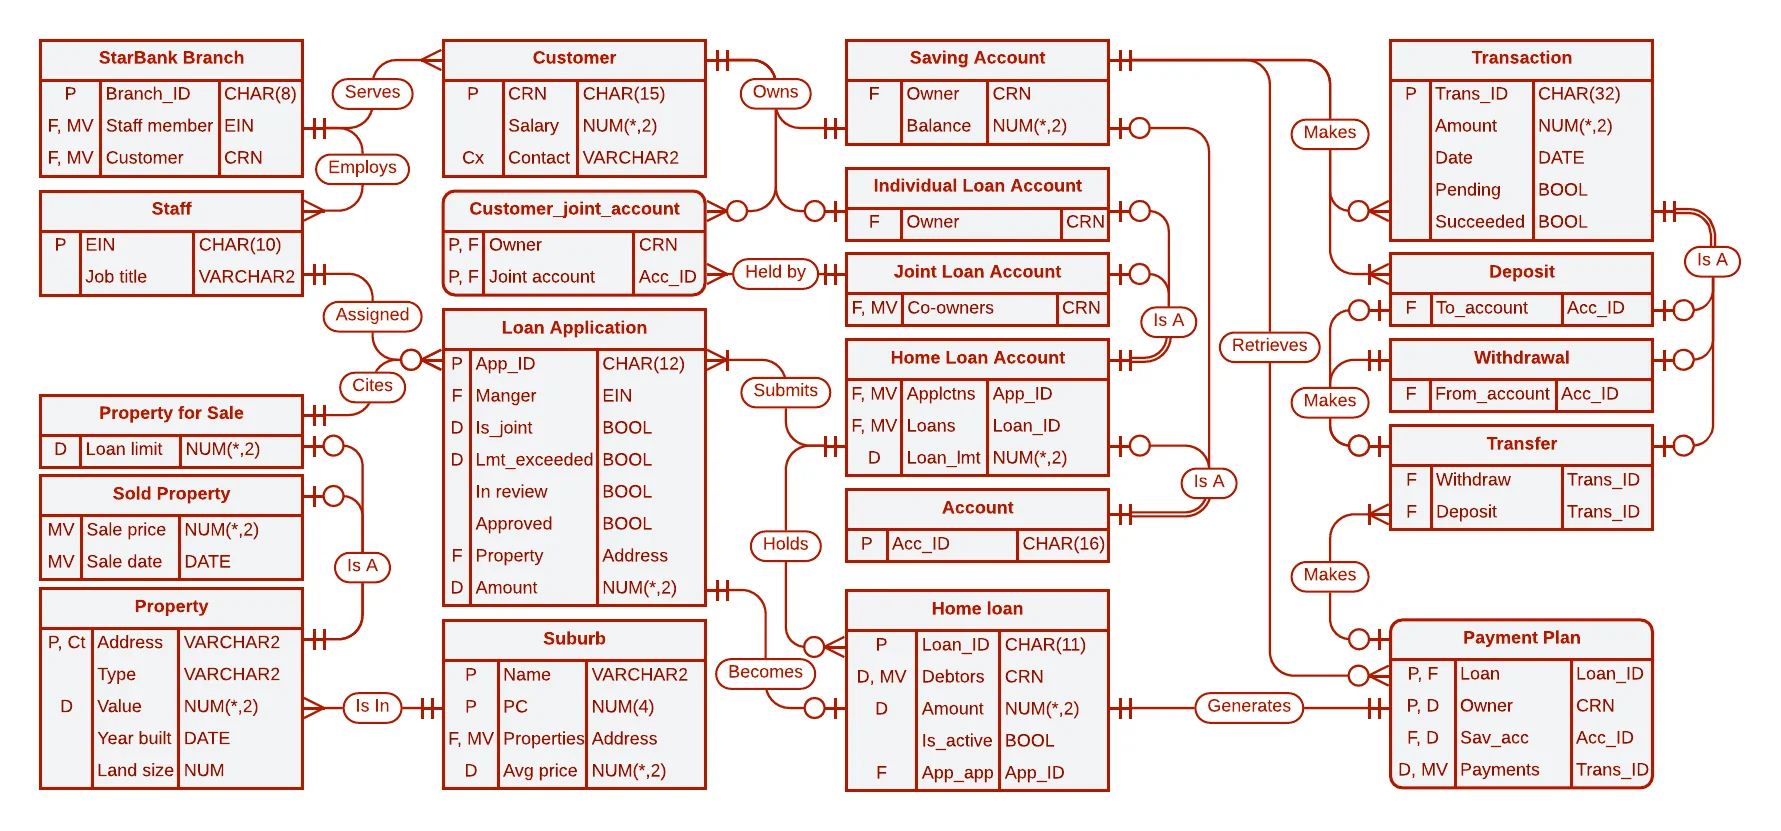 StarBank Branch
P Branch_ID CHAR(8)
F, MV Staff member EIN
F, MV Customer CRN
Serves
Employs
Staff
P EIN CHAR(10)
Job title VARCHAR2
Assigned
Cites
Property for Sale
D Loan limit NUM(*,2)
Sold Property
MV Sale price NUM(*,2)
MV Sale date DATE
Is A
Property
P, Ct Address VARCHAR2
Type VARCHAR2
D Value NUM(*,2)
Year built DATE
Land size NUM
Is In
Customer
P CRN CHAR(15)
Salary NUM(*,2)
Cx Contact VARCHAR2
Owns
Customer_joint_account
P, F Owner CRN
P, F Joint account Acc_ID
Held by
Loan Application
P App_ID CHAR(12)
F Manger EIN
D Is_joint BOOL
D Lmt_exceeded BOOL
In review BOOL
Approved BOOL
F Property Address
D Amount NUM(*,2)
Submits
Holds
Becomes
Suburb
P Name VARCHAR2
P PC NUM(4)
F, MV Properties Address
D Avg price NUM(*,2)
Saving Account
F Owner CRN
Balance NUM(*,2)
Individual Loan Account
F Owner CRN
Joint Loan Account
F, MV Co-owners CRN
Is A
Home Loan Account
F, MV Applctns App_ID
F, MV Loans Loan_ID
D Loan_lmt NUM(*,2)
Is A
Account
P Acc_ID CHAR(16)
Home loan
P Loan_ID CHAR(11)
D, MV Debtors CRN
D Amount NUM(*,2)
Is_active BOOL
F App_app App_ID
Generates
Makes
Retrieves
Makes
Makes
Transaction
P Trans_ID CHAR(32)
Amount NUM(*,2)
Date DATE
Pending BOOL
Succeeded BOOL
Is A
Deposit
F To_account Acc_ID
Withdrawal
F From_account Acc_ID
Transfer
F Withdraw Trans_ID
F Deposit Trans_ID
Payment Plan
P, F Loan Loan_ID
P, D Owner CRN
F, D Sav_acc Acc_ID
D, MV Payments Trans_ID